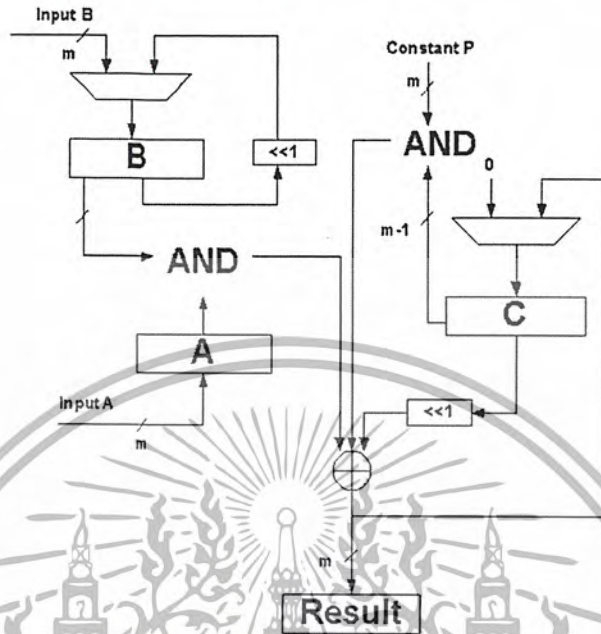 Input B
m
B
<<1
AND
A
Input A
m
Constant P
m
AND
0
m-1
C
<<1
m
Result